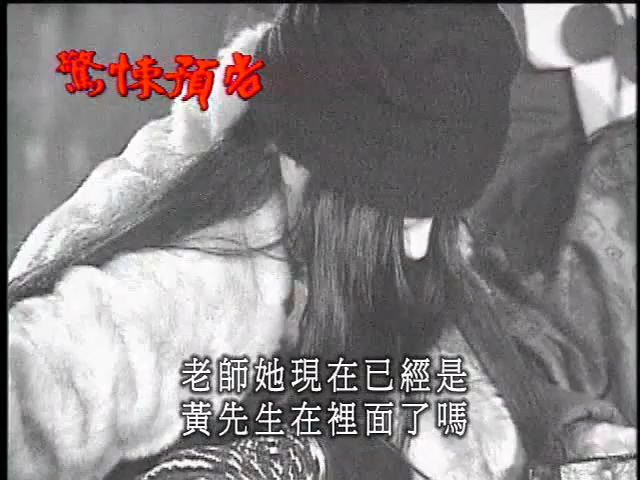 驚悚預告
老師她現在已經是
黃先生在裡面了嗎